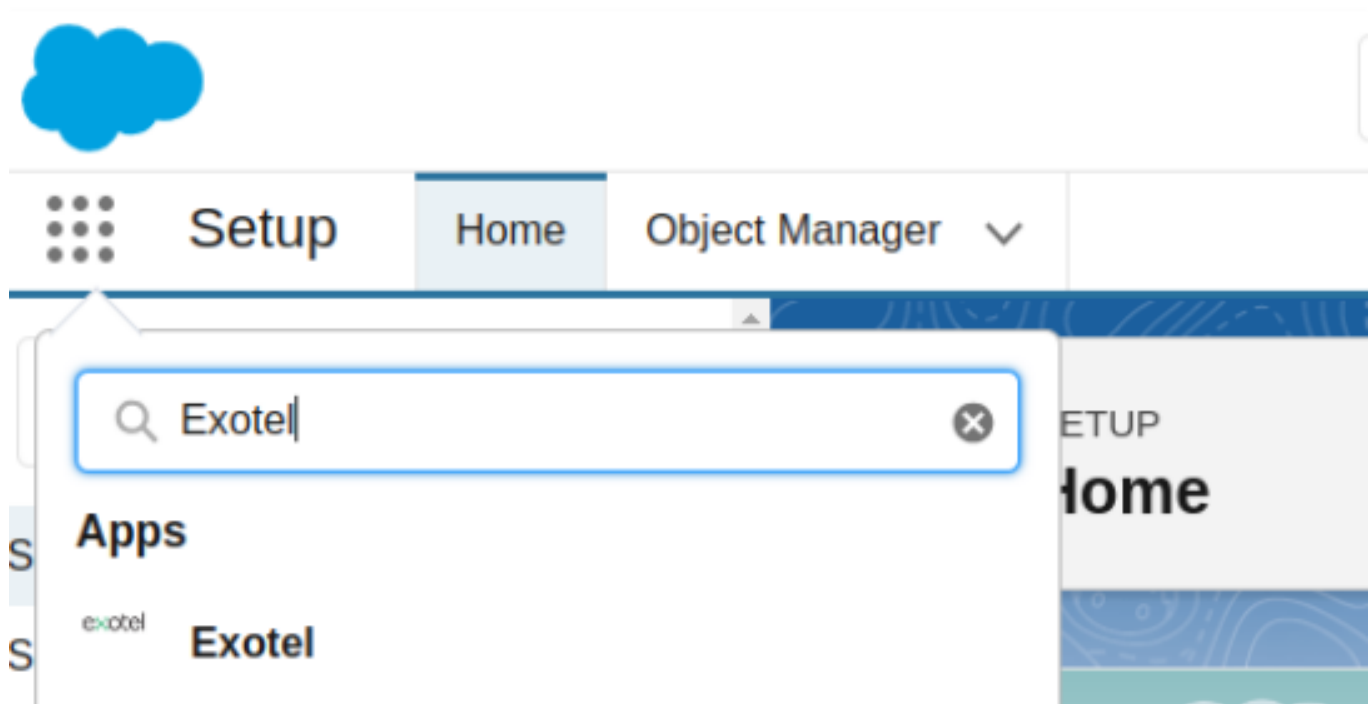 Setup Home Object Manager
Exotel
ETUP
Home
Apps
exotel Exotel
S
S